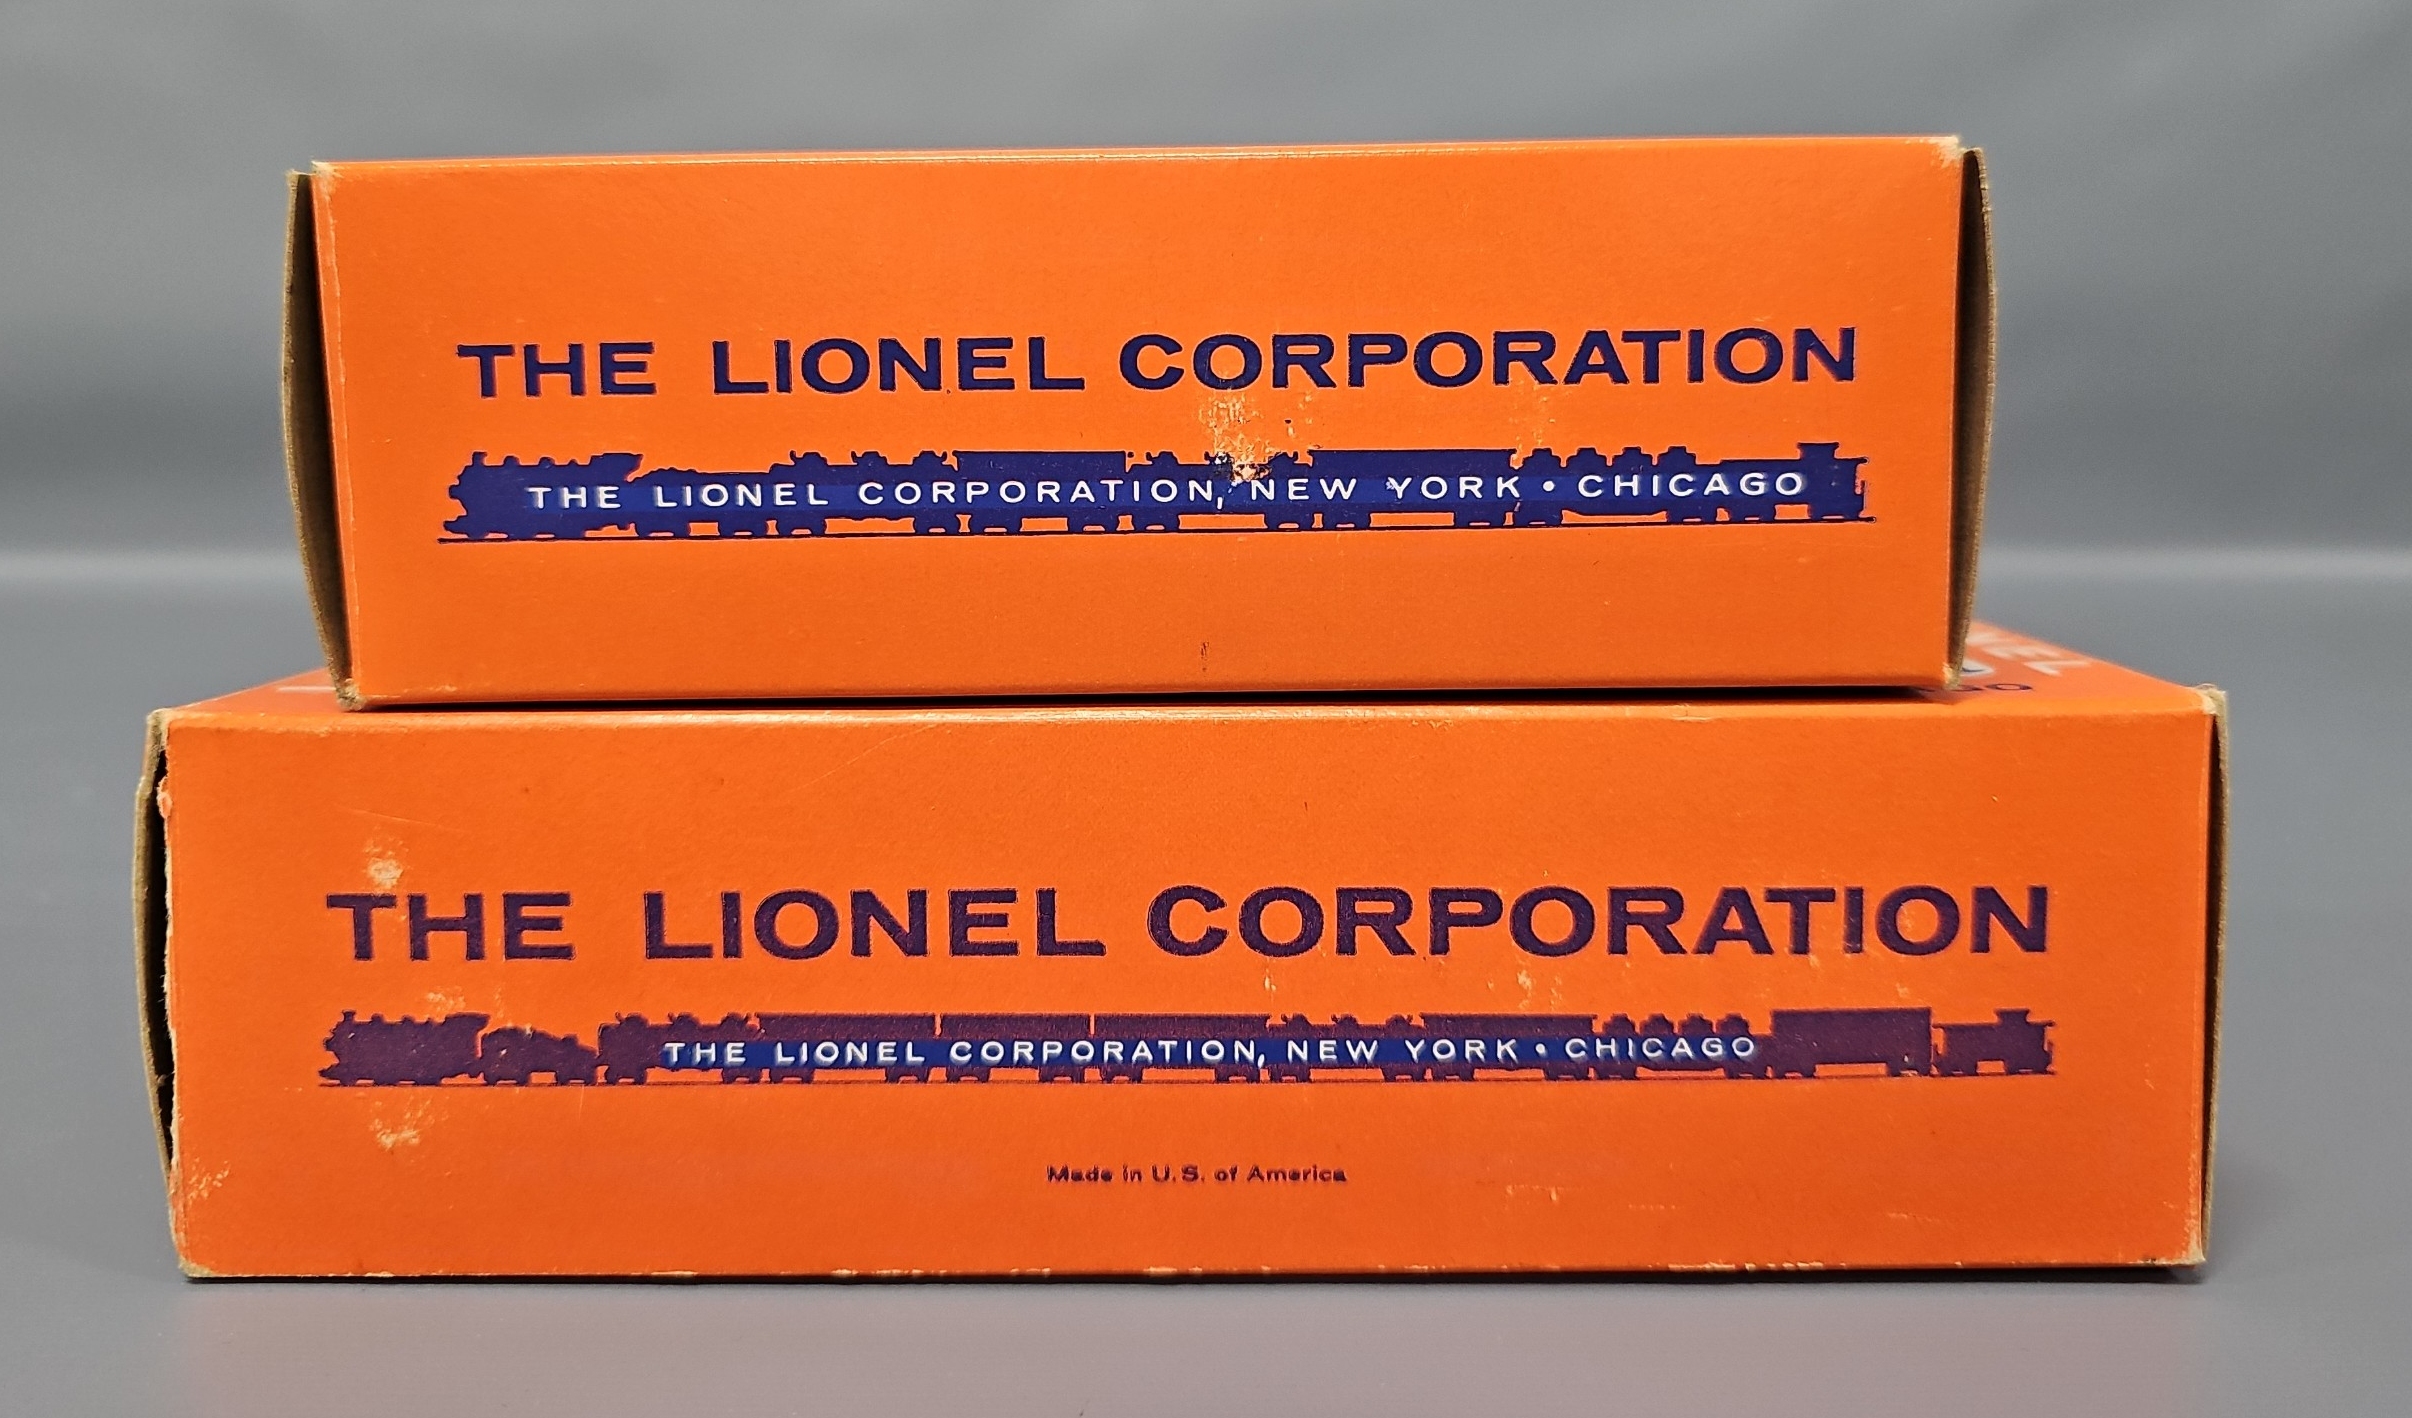 THE LIONEL CORPORATION
THE LIONEL CORPORATION, NEW YORK • CHICAGO
THE LIONEL CORPORATION
THE LIONEL CORPORATION, NEW YORK • CHICAGO
Made in U.S. of America